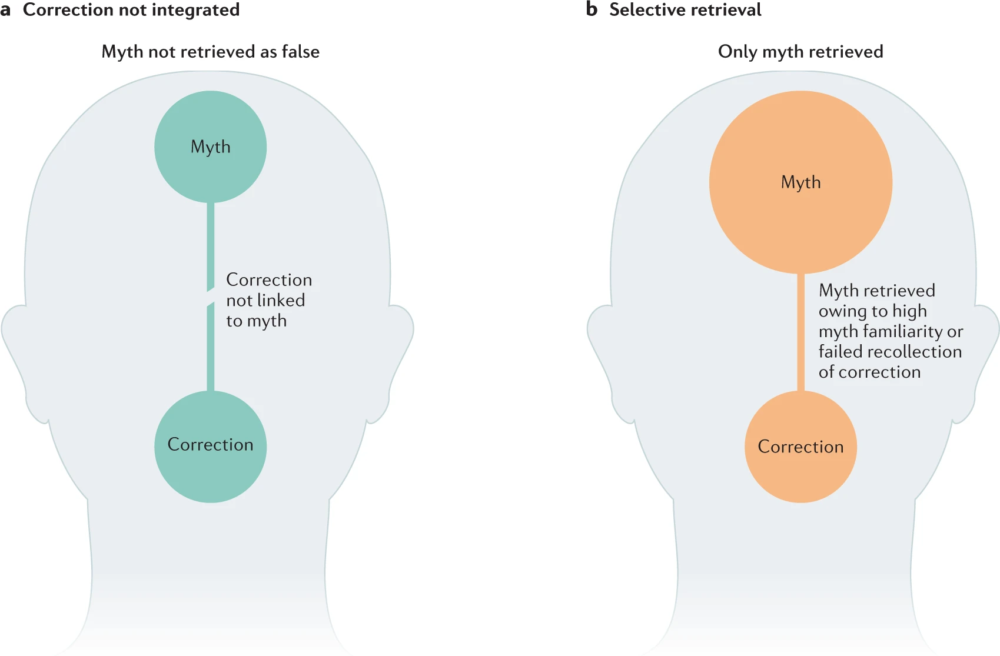 a Correction not integrated
Myth not retrieved as false
Myth
Correction
not linked
to myth
Correction
b Selective retrieval
Only myth retrieved
Myth
Myth retrieved
owing to high
myth familiarity or
failed recollection
of correction
Correction